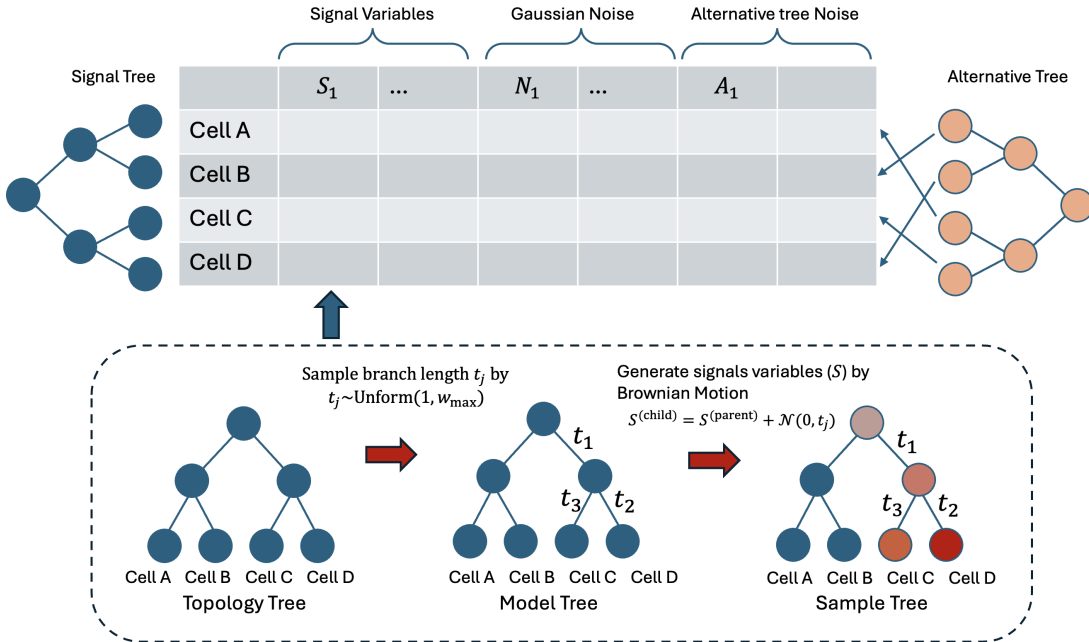 Signal Variables
Gaussian Noise
Alternative tree Noise
Signal Tree
Alternative Tree
S₁ ... N₁ ... A₁
Cell A
Cell B
Cell C
Cell D
Sample branch length tⱼ by
tⱼ~Unform(1, wₘₐₓ)
Generate signals variables (S) by
Brownian Motion
S⁽ᶜʰⁱˡᵈ⁾ = S⁽ᵖᵃʳᵉⁿᵗ⁾ + 𝒩(0, tⱼ)
t₁
t₃ t₂
t₁
t₃ t₂
Cell A Cell B Cell C Cell D
Topology Tree
Cell A Cell B Cell C Cell D
Model Tree
Cell A Cell B Cell C Cell D
Sample Tree